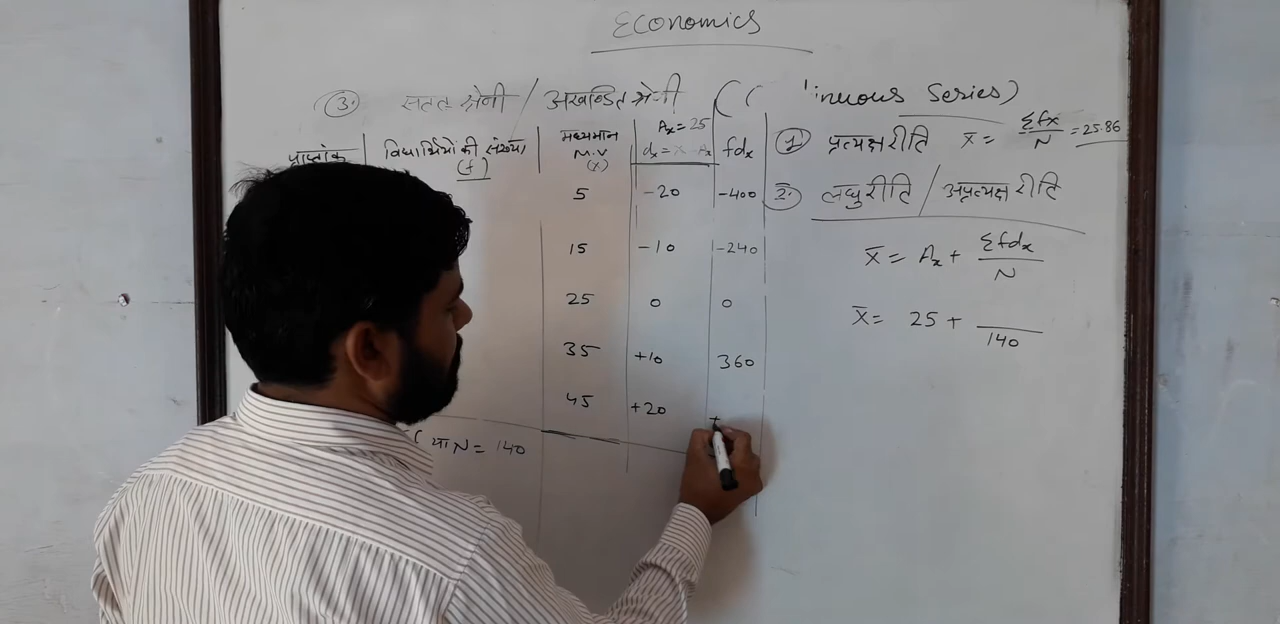 Economics
③. सतत श्रेणी / अखण्डित श्रेणी ( inuous Series)
प्राप्तांक विद्यार्थियों की संख्या (f) मध्यमान M.V (x) Ax = 25 dx = x - Ax fdx
5 -20 -400
15 -10 -240
25 0 0
35 +10 360
45 +20 +
या N = 140
① प्रत्यक्ष रीति x̄ = Σfx / N = 25.86
②. लघु रीति / अप्रत्यक्ष रीति
x̄ = Ax + Σfdx / N
x̄ = 25 + / 140